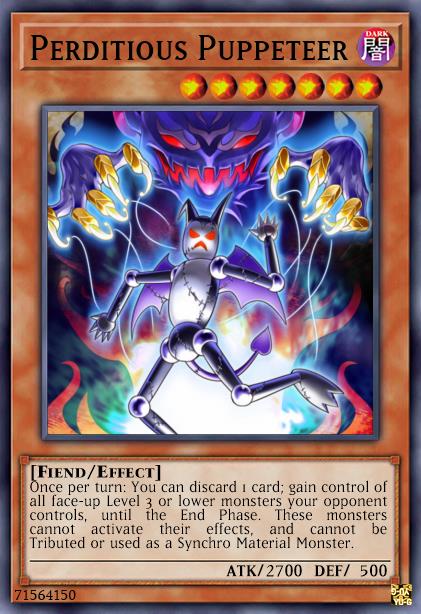 PERDITIOUS PUPPETEER
DARK
闇
[FIEND/EFFECT]
Once per turn: You can discard 1 card; gain control of
all face-up Level 3 or lower monsters your opponent
controls, until the End Phase. These monsters
cannot activate their effects, and cannot be
Tributed or used as a Synchro Material Monster.
ATK/2700 DEF/ 500
71564150